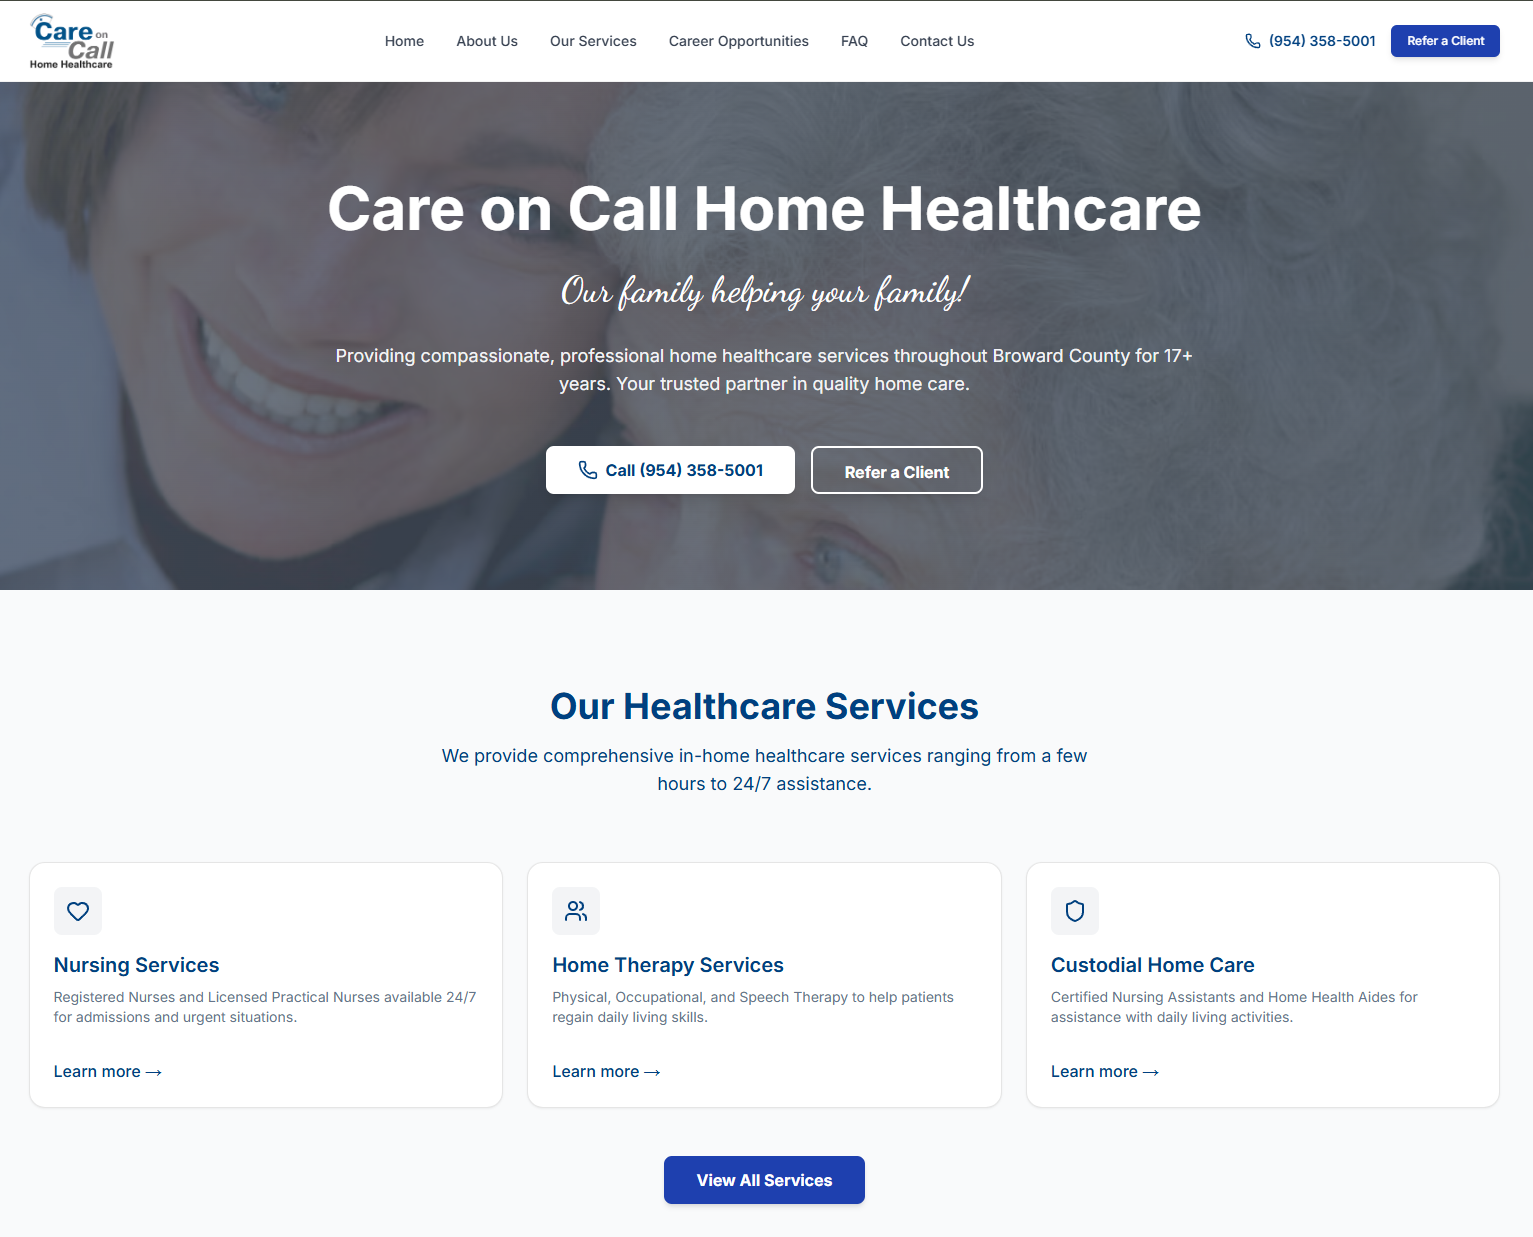 Care on
Call
Home Healthcare
Home
About Us
Our Services
Career Opportunities
FAQ
Contact Us
(954) 358-5001
Refer a Client
Care on Call Home Healthcare
Our family helping your family!
Providing compassionate, professional home healthcare services throughout Broward County for 17+
years. Your trusted partner in quality home care.
Call (954) 358-5001
Refer a Client
Our Healthcare Services
We provide comprehensive in-home healthcare services ranging from a few
hours to 24/7 assistance.
Nursing Services
Registered Nurses and Licensed Practical Nurses available 24/7
for admissions and urgent situations.
Learn more →
Home Therapy Services
Physical, Occupational, and Speech Therapy to help patients
regain daily living skills.
Learn more →
Custodial Home Care
Certified Nursing Assistants and Home Health Aides for
assistance with daily living activities.
Learn more →
View All Services